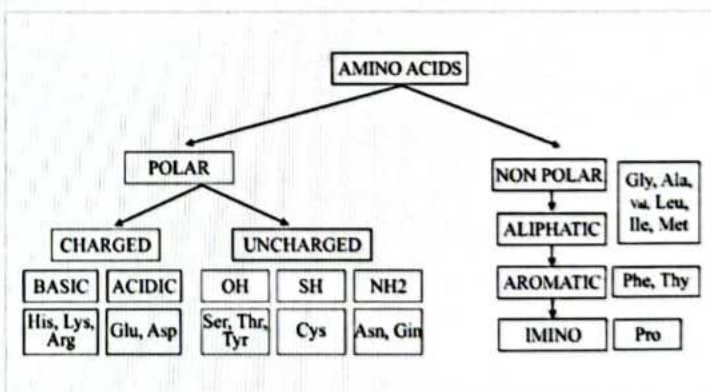 AMINO ACIDS
POLAR
CHARGED
UNCHARGED
BASIC
ACIDIC
OH
SH
NH2
His, Lys,
Arg
Glu, Asp
Ser, Thr,
Tyr
Cys
Asn, Gin
NON POLAR
Gly, Ala,
Val, Leu,
Ile, Met
ALIPHATIC
AROMATIC
Phe, Thy
IMINO
Pro